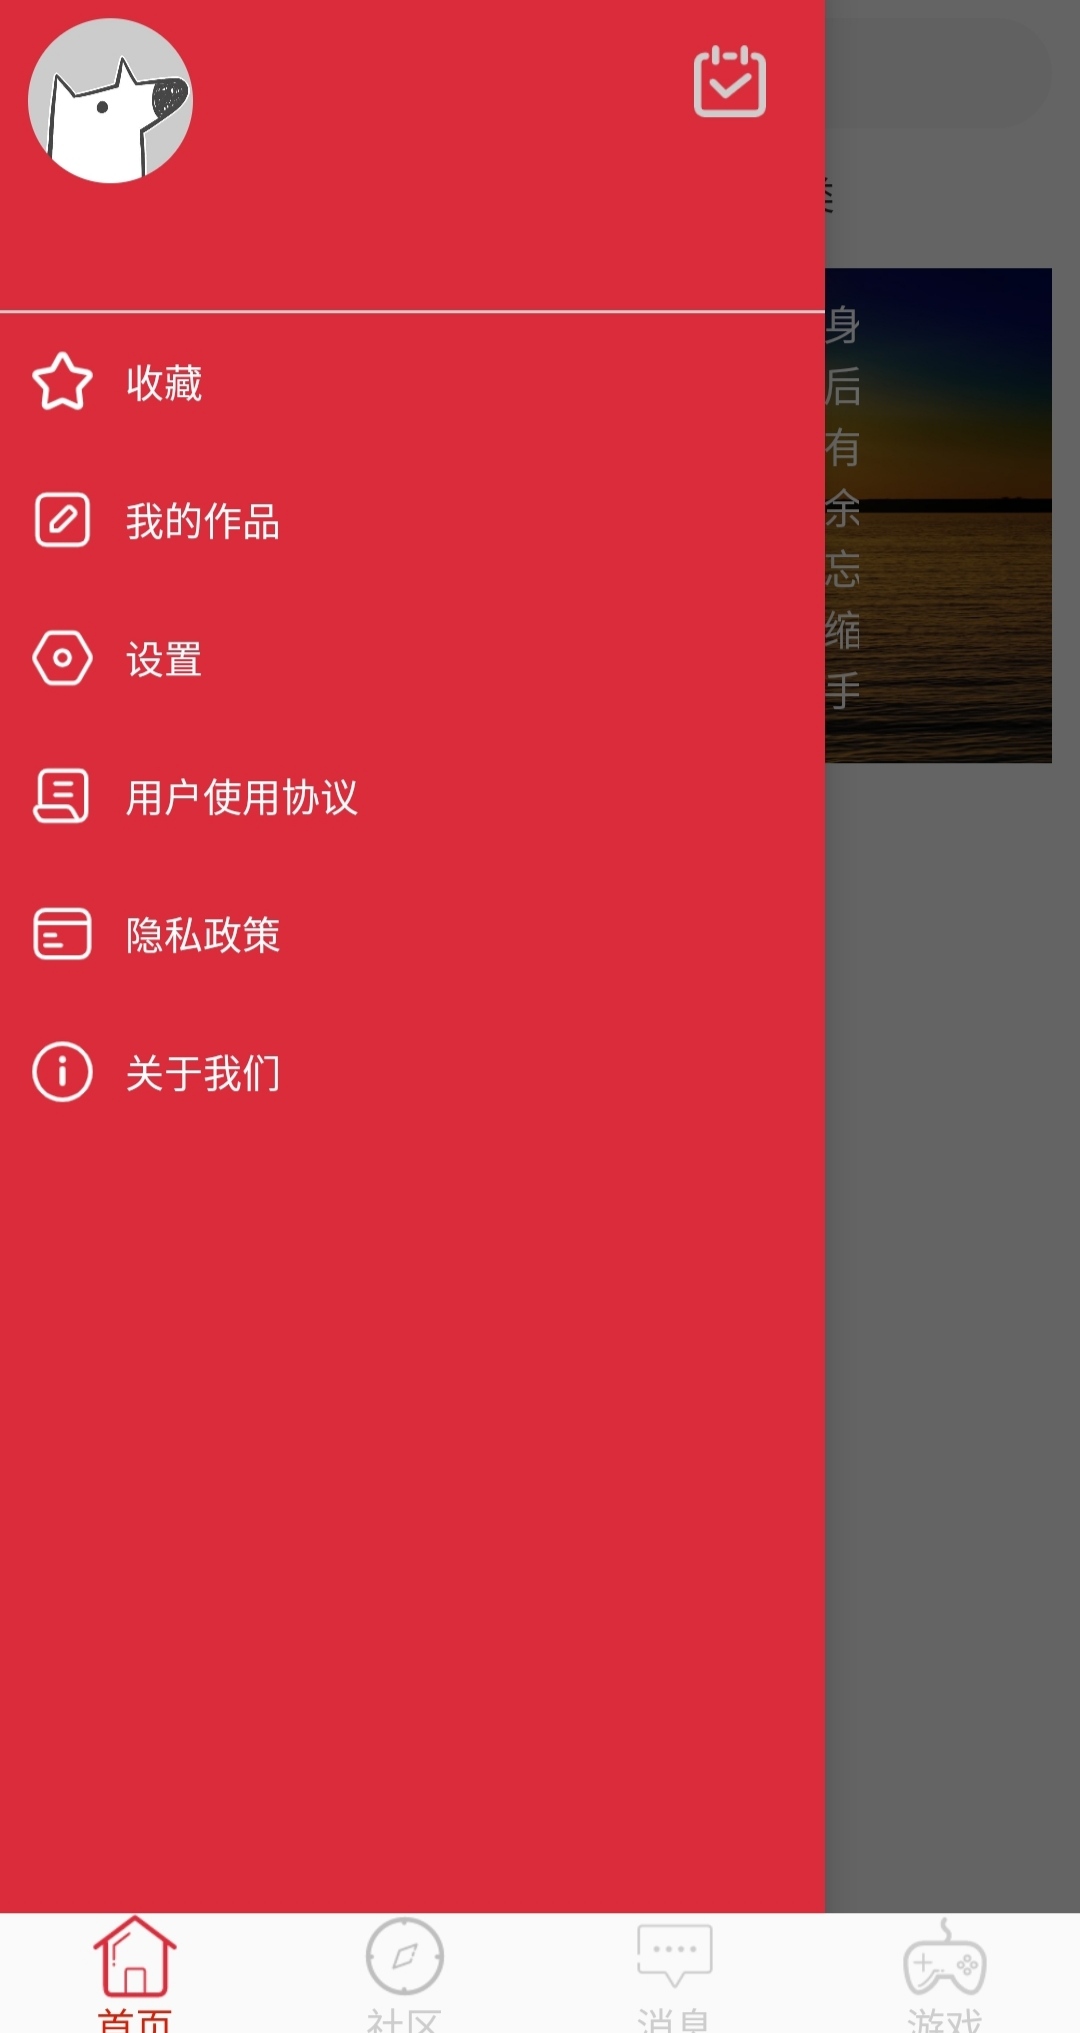 收藏
我的作品
设置
用户使用协议
隐私政策
关于我们
身后有余忘缩手
首页
社区
消息
游戏